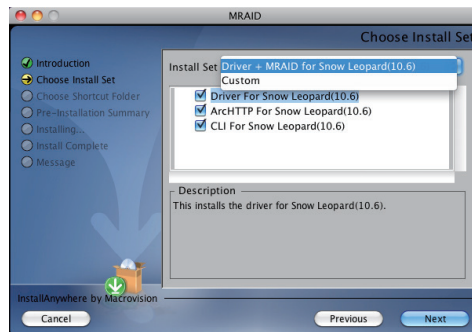 MRAID
Choose Install Set
Introduction
Choose Install Set
Choose Shortcut Folder
Pre-Installation Summary
Installing...
Install Complete
Message
Install Set
Driver + MRAID for Snow Leopard(10.6)
Custom
Driver For Snow Leopard(10.6)
ArcHTTP For Snow Leopard(10.6)
CLI For Snow Leopard(10.6)
Description
This installs the driver for Snow Leopard(10.6).
InstallAnywhere by Macrovision
Cancel
Previous
Next